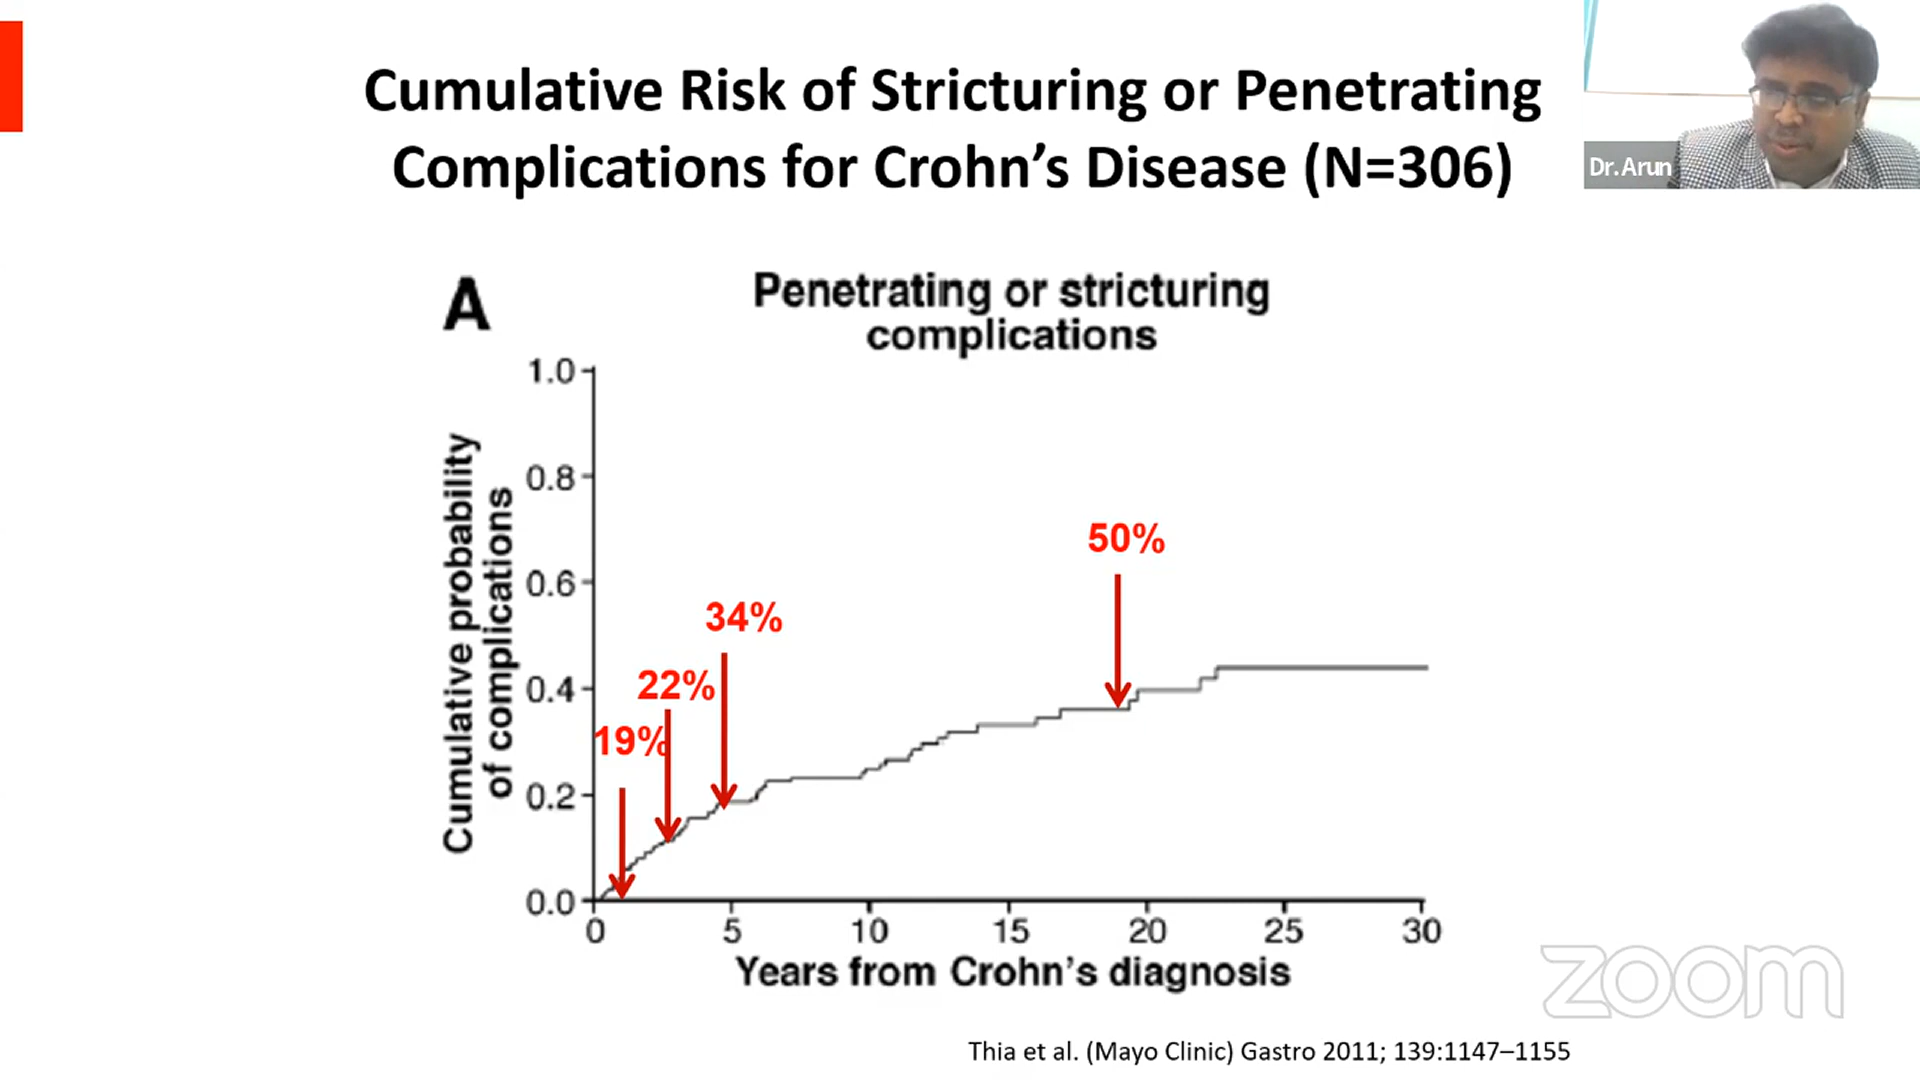 Cumulative Risk of Stricturing or Penetrating
Complications for Crohn’s Disease (N=306)
Dr. Arun
A
Penetrating or stricturing
complications
Cumulative probability
of complications
1.0
0.8
0.6
0.4
0.2
0.0
19%
22%
34%
50%
0 5 10 15 20 25 30
Years from Crohn’s diagnosis
zoom
Thia et al. (Mayo Clinic) Gastro 2011; 139:1147–1155